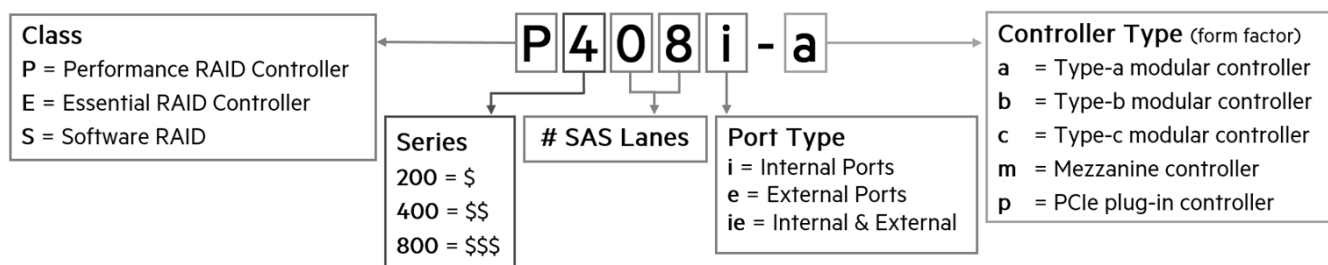 P408i-a
Class
P = Performance RAID Controller
E = Essential RAID Controller
S = Software RAID
Series
200 = $
400 = $$
800 = $$$
# SAS Lanes
Port Type
i = Internal Ports
e = External Ports
ie = Internal & External
Controller Type (form factor)
a = Type-a modular controller
b = Type-b modular controller
c = Type-c modular controller
m = Mezzanine controller
p = PCIe plug-in controller